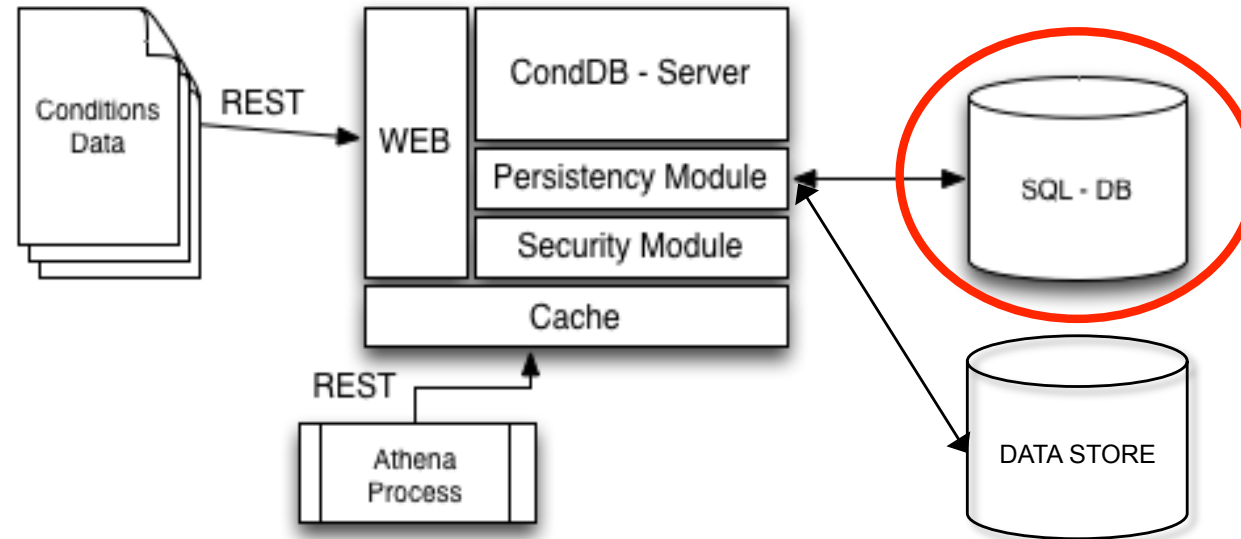 Conditions
Data
REST
WEB
CondDB - Server
Persistency Module
Security Module
Cache
SQL - DB
DATA STORE
REST
Athena
Process